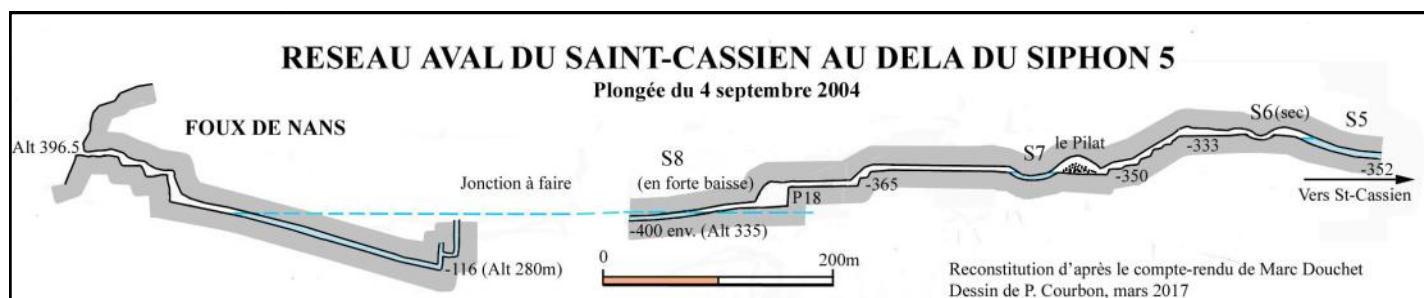 RESEAU AVAL DU SAINT-CASSIEN AU DELA DU SIPHON 5
Plongée du 4 septembre 2004
FOUX DE NANS
Alt 396.5
Jonction à faire
-116 (Alt 280m)
S8
(en forte baisse)
P18
-400 env. (Alt 335)
-365
S7
le Pilat
-350
-333
S6(sec)
S5
-352
Vers St-Cassien
0
200m
Reconstitution d'après le compte-rendu de Marc Douchet
Dessin de P. Courbon, mars 2017